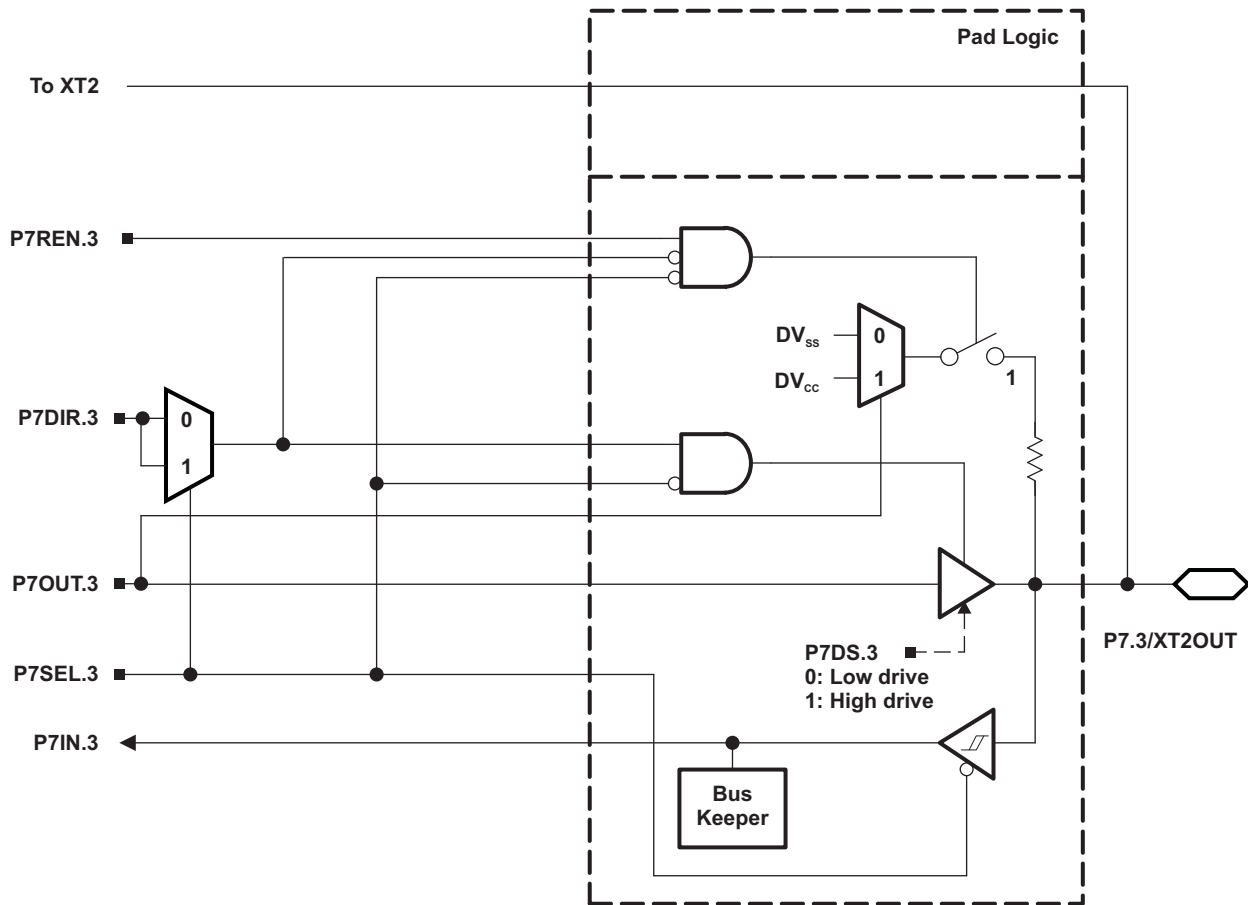 Pad Logic
To XT2
P7REN.3
DVSS
0
DVCC
1
1
P7DIR.3
0
1
P7OUT.3
P7.3/XT2OUT
P7SEL.3
P7DS.3
0: Low drive
1: High drive
P7IN.3
Bus
Keeper